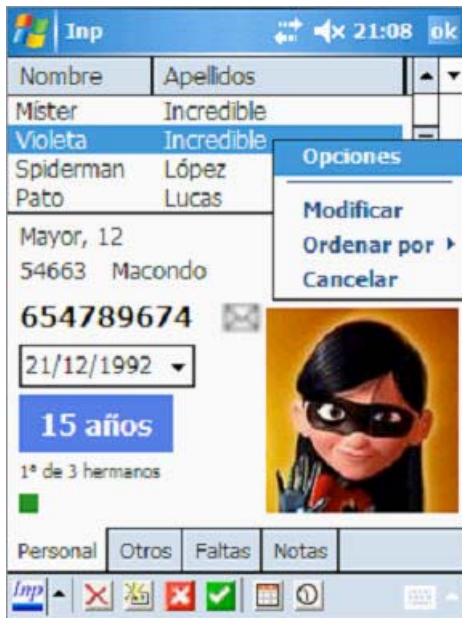 Inp 21:08 ok
Nombre Apellidos
Míster Incredible
Violeta Incredible
Spiderman López
Pato Lucas
Opciones
Modificar
Ordenar por
Cancelar
Mayor, 12
54663 Macondo
654789674
21/12/1992
15 años
1ª de 3 hermanos
Personal Otros Faltas Notas
Inp